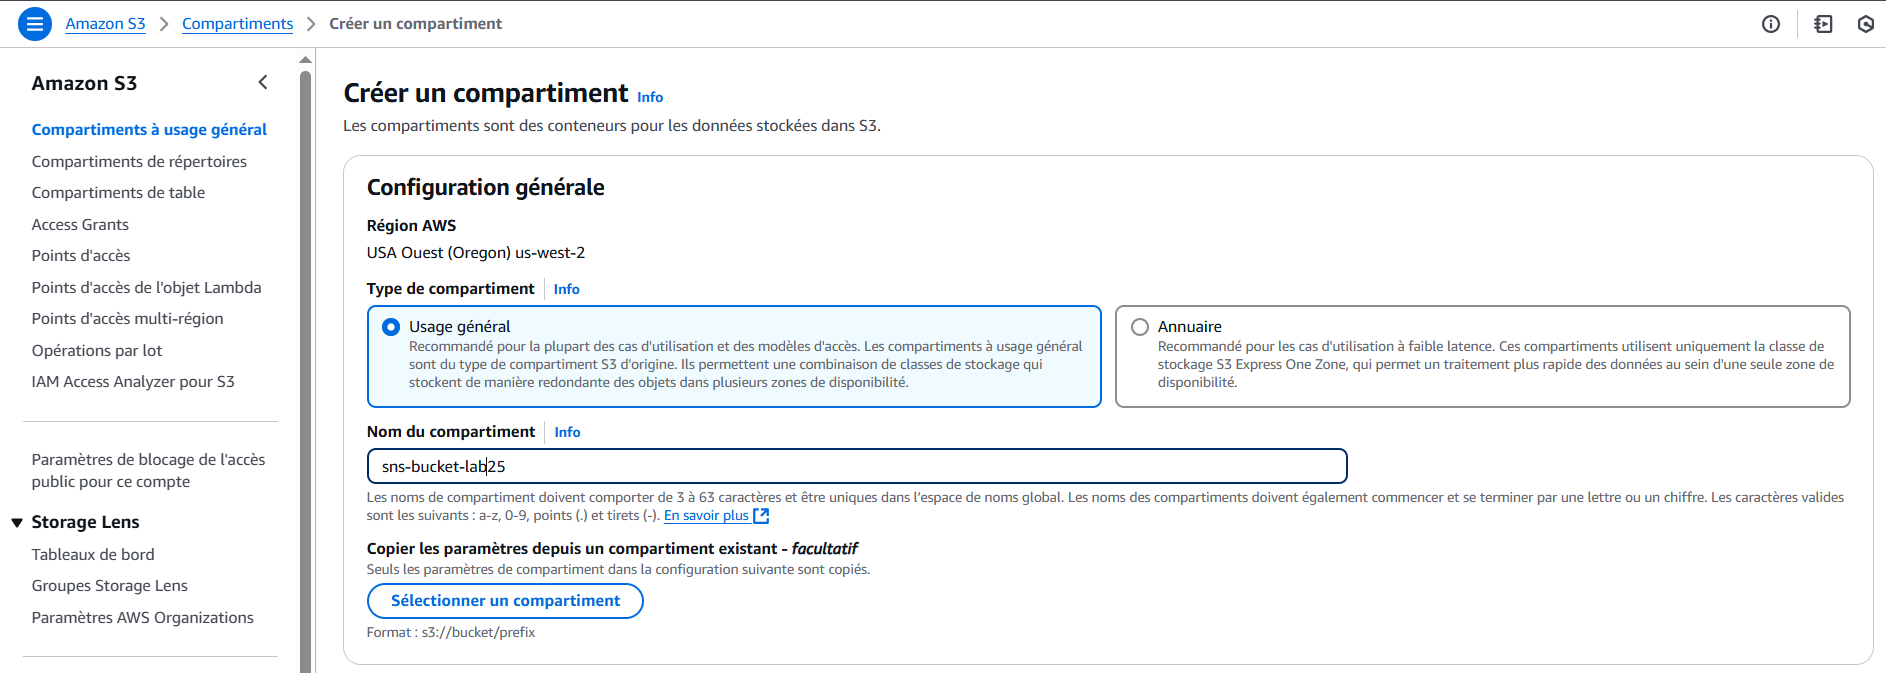 Amazon S3 > Compartiments > Créer un compartiment
Amazon S3
Compartiments à usage général
Compartiments de répertoires
Compartiments de table
Access Grants
Points d'accès
Points d'accès de l'objet Lambda
Points d'accès multi-région
Opérations par lot
IAM Access Analyzer pour S3
Paramètres de blocage de l'accès
public pour ce compte
Storage Lens
Tableaux de bord
Groupes Storage Lens
Paramètres AWS Organizations
Créer un compartiment Info
Les compartiments sont des conteneurs pour les données stockées dans S3.
Configuration générale
Région AWS
USA Ouest (Oregon) us-west-2
Type de compartiment Info
Usage général
Recommandé pour la plupart des cas d'utilisation et des modèles d'accès. Les compartiments à usage général
sont du type de compartiment S3 d'origine. Ils permettent une combinaison de classes de stockage qui
stockent de manière redondante des objets dans plusieurs zones de disponibilité.
Annuaire
Recommandé pour les cas d'utilisation à faible latence. Ces compartiments utilisent uniquement la classe de
stockage S3 Express One Zone, qui permet un traitement plus rapide des données au sein d'une seule zone de
disponibilité.
Nom du compartiment Info
sns-bucket-lab25
Les noms de compartiment doivent comporter de 3 à 63 caractères et être uniques dans l’espace de noms global. Les noms des compartiments doivent également commencer et se terminer par une lettre ou un chiffre. Les caractères valides
sont les suivants : a-z, 0-9, points (.) et tirets (-). En savoir plus
Copier les paramètres depuis un compartiment existant - facultatif
Seuls les paramètres de compartiment dans la configuration suivante sont copiés.
Sélectionner un compartiment
Format : s3://bucket/prefix